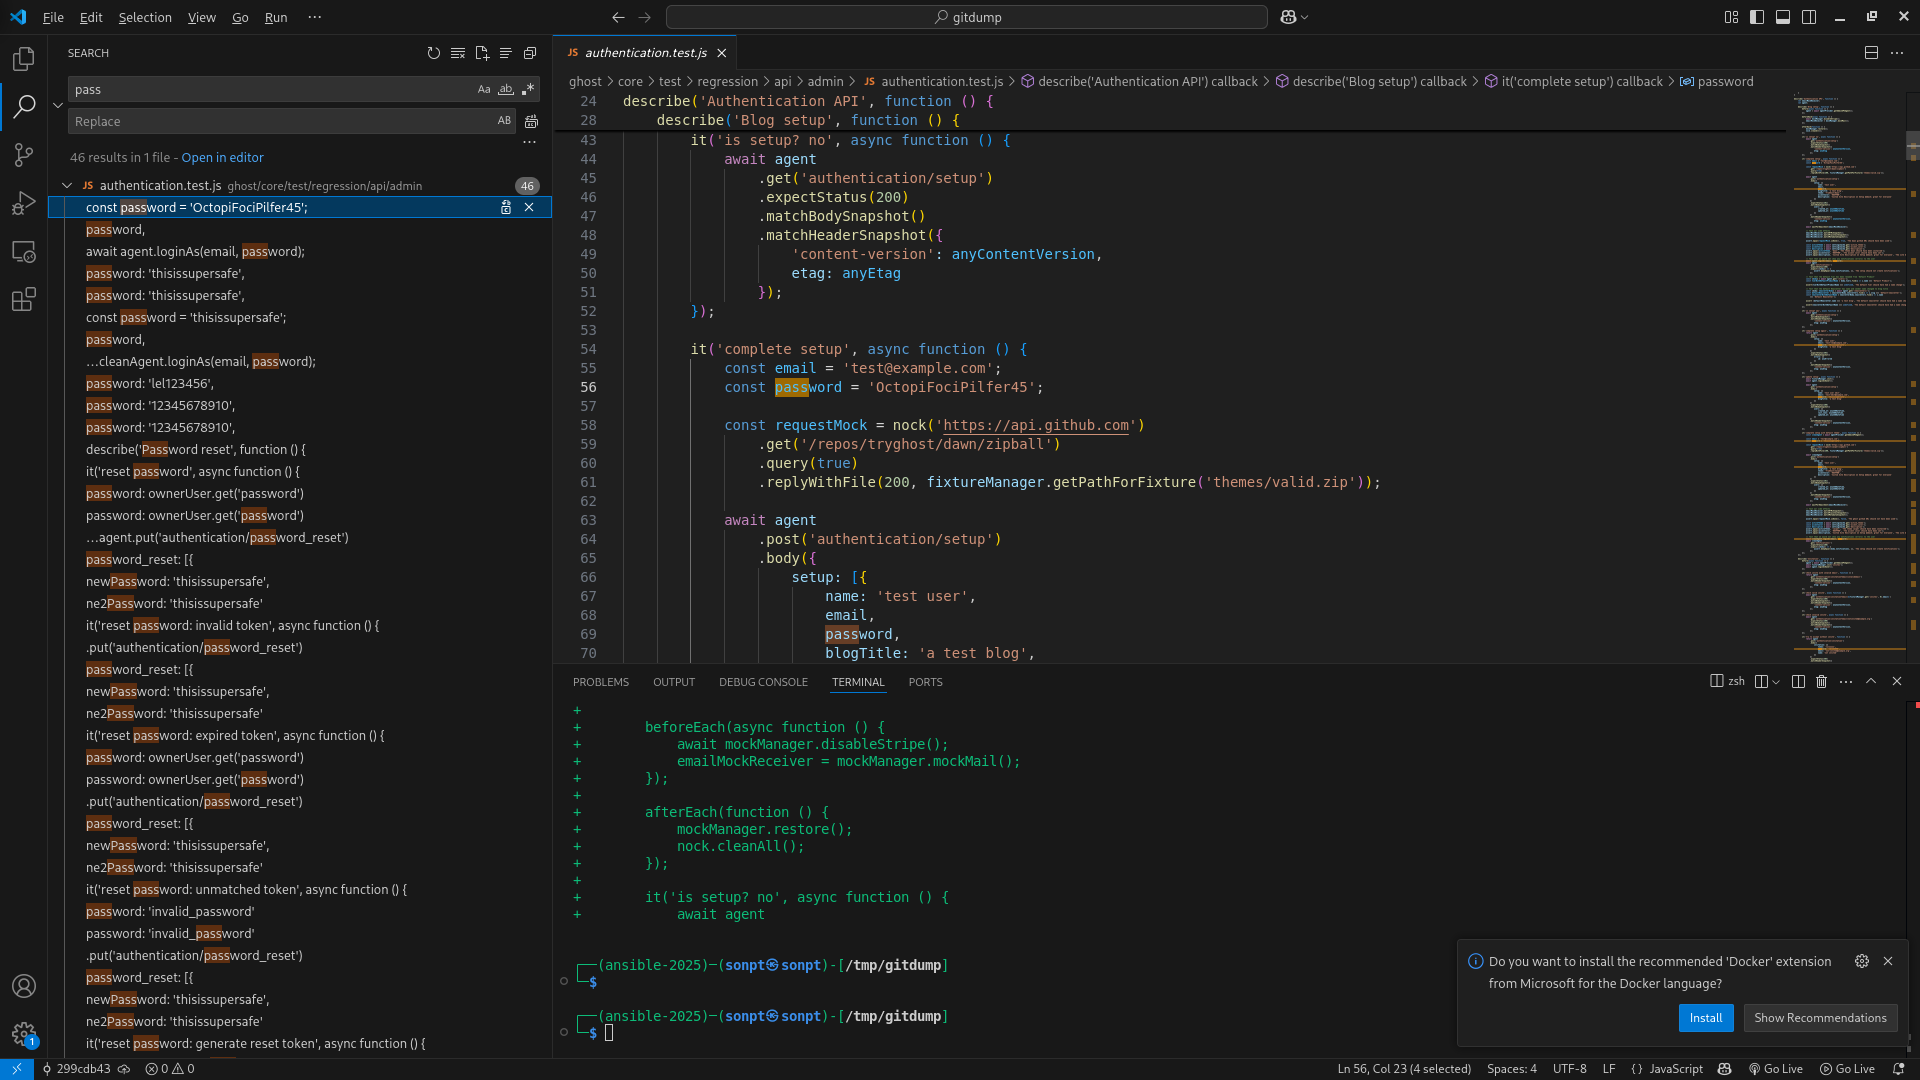 File Edit Selection View Go Run ···
gitdump
SEARCH
pass
Aa ab .*
Replace
AB
···
46 results in 1 file - Open in editor
JS authentication.test.js ghost/core/test/regression/api/admin 46
const password = 'OctopiFociPilfer45';
password,
await agent.loginAs(email, password);
password: 'thisissupersafe',
password: 'thisissupersafe',
const password = 'thisissupersafe';
password,
…cleanAgent.loginAs(email, password);
password: 'lel123456',
password: '12345678910',
password: '12345678910',
describe('Password reset', function () {
it('reset password', async function () {
password: ownerUser.get('password')
password: ownerUser.get('password')
…agent.put('authentication/password_reset')
password_reset: [{
newPassword: 'thisissupersafe',
ne2Password: 'thisissupersafe'
it('reset password: invalid token', async function () {
.put('authentication/password_reset')
password_reset: [{
newPassword: 'thisissupersafe',
ne2Password: 'thisissupersafe'
it('reset password: expired token', async function () {
password: ownerUser.get('password')
password: ownerUser.get('password')
.put('authentication/password_reset')
password_reset: [{
newPassword: 'thisissupersafe',
ne2Password: 'thisissupersafe'
it('reset password: unmatched token', async function () {
password: 'invalid_password'
password: 'invalid_password'
.put('authentication/password_reset')
password_reset: [{
newPassword: 'thisissupersafe',
ne2Password: 'thisissupersafe'
it('reset password: generate reset token', async function () {
JS authentication.test.js
ghost > core > test > regression > api > admin > JS authentication.test.js > describe('Authentication API') callback > describe('Blog setup') callback > it('complete setup') callback > password
24 describe('Authentication API', function () {
28 describe('Blog setup', function () {
43 it('is setup? no', async function () {
44 await agent
45 .get('authentication/setup')
46 .expectStatus(200)
47 .matchBodySnapshot()
48 .matchHeaderSnapshot({
49 'content-version': anyContentVersion,
50 etag: anyEtag
51 });
52 });
53
54 it('complete setup', async function () {
55 const email = 'test@example.com';
56 const password = 'OctopiFociPilfer45';
57
58 const requestMock = nock('https://api.github.com')
59 .get('/repos/tryghost/dawn/zipball')
60 .query(true)
61 .replyWithFile(200, fixtureManager.getPathForFixture('themes/valid.zip'));
62
63 await agent
64 .post('authentication/setup')
65 .body({
66 setup: [{
67 name: 'test user',
68 email,
69 password,
70 blogTitle: 'a test blog',
PROBLEMS OUTPUT DEBUG CONSOLE TERMINAL PORTS
zsh
+
+ beforeEach(async function () {
+ await mockManager.disableStripe();
+ emailMockReceiver = mockManager.mockMail();
+ });
+
+ afterEach(function () {
+ mockManager.restore();
+ nock.cleanAll();
+ });
+
+ it('is setup? no', async function () {
+ await agent
┌──(ansible-2025)─(sonpt㉿sonpt)-[/tmp/gitdump]
└─$
┌──(ansible-2025)─(sonpt㉿sonpt)-[/tmp/gitdump]
└─$
Do you want to install the recommended 'Docker' extension
from Microsoft for the Docker language?
Install Show Recommendations
1
299cdb43 0 0 Ln 56, Col 23 (4 selected) Spaces: 4 UTF-8 LF {} JavaScript Go Live Go Live